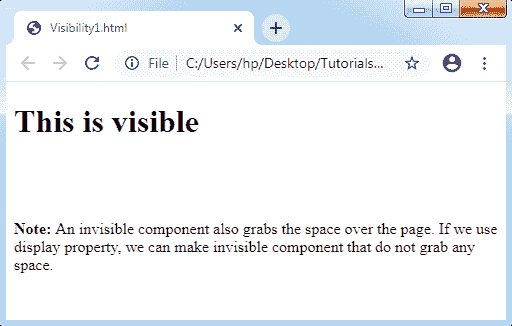 Visibility1.html
File
C:/Users/hp/Desktop/Tutorials...
This is visible
Note: An invisible component also grabs the space over the page. If we use
display property, we can make invisible component that do not grab any
space.